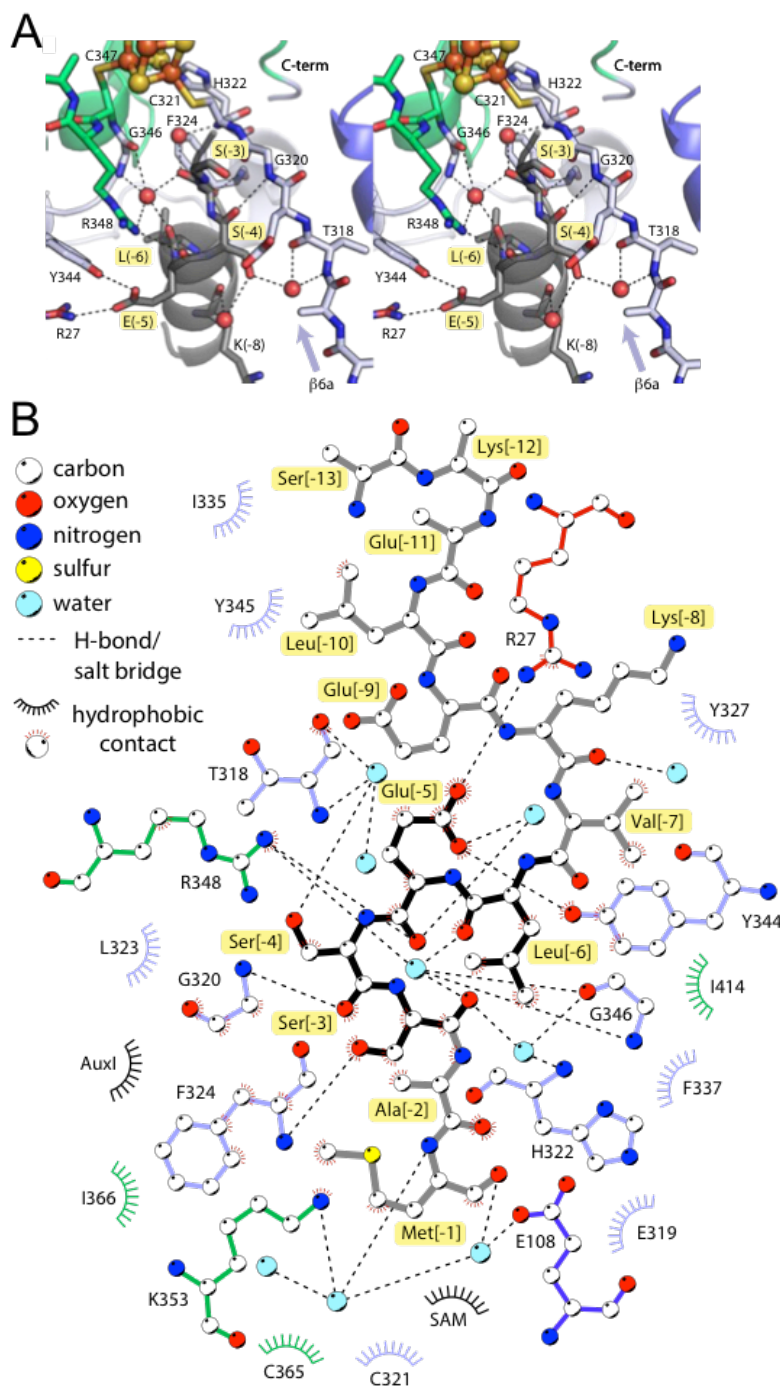 A
C347
H322
C-term
C321
F324
G346
S(-3)
G320
R348
S(-4)
T318
L(-6)
Y344
E(-5)
R27
K(-8)
β6a
C347
H322
C-term
C321
F324
G346
S(-3)
G320
R348
S(-4)
T318
L(-6)
Y344
E(-5)
R27
K(-8)
β6a
B
carbon
oxygen
nitrogen
sulfur
water
H-bond/
salt bridge
hydrophobic
contact
Lys[-12]
Ser[-13]
I335
Glu[-11]
Y345
R27
Leu[-10]
Lys[-8]
Glu[-9]
Y327
T318
Glu[-5]
Val[-7]
R348
Y344
L323
Ser[-4]
Leu[-6]
G320
I414
Ser[-3]
G346
AuxI
F324
F337
Ala[-2]
H322
I366
Met[-1]
E108
E319
K353
SAM
C365
C321